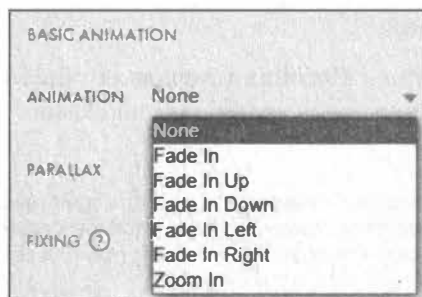 BASIC ANIMATION
ANIMATION None
None
Fade In
PARALLAX
Fade In Up
Fade In Down
FIXING ?
Fade In Left
Fade In Right
Zoom In